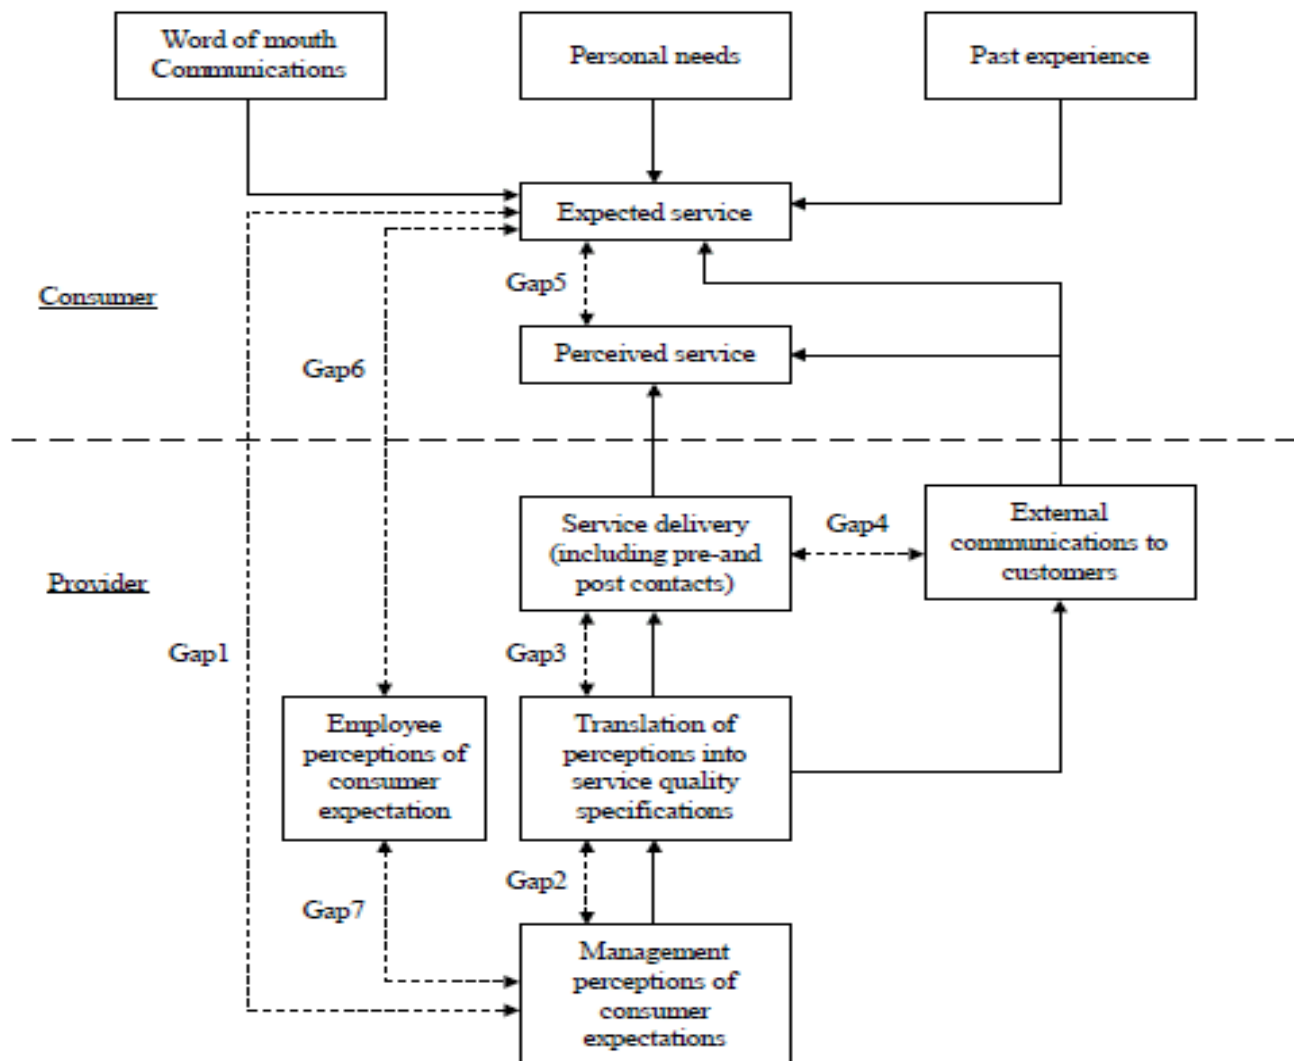 Word of mouth
Communications
Personal needs
Past experience
Expected service
Gap5
Consumer
Perceived service
Gap6
Service delivery
(including pre-and
post contacts)
Gap4
External
communications to
customers
Provider
Gap1
Gap3
Employee
perceptions of
consumer
expectation
Translation of
perceptions into
service quality
specifications
Gap2
Gap7
Management
perceptions of
consumer
expectations